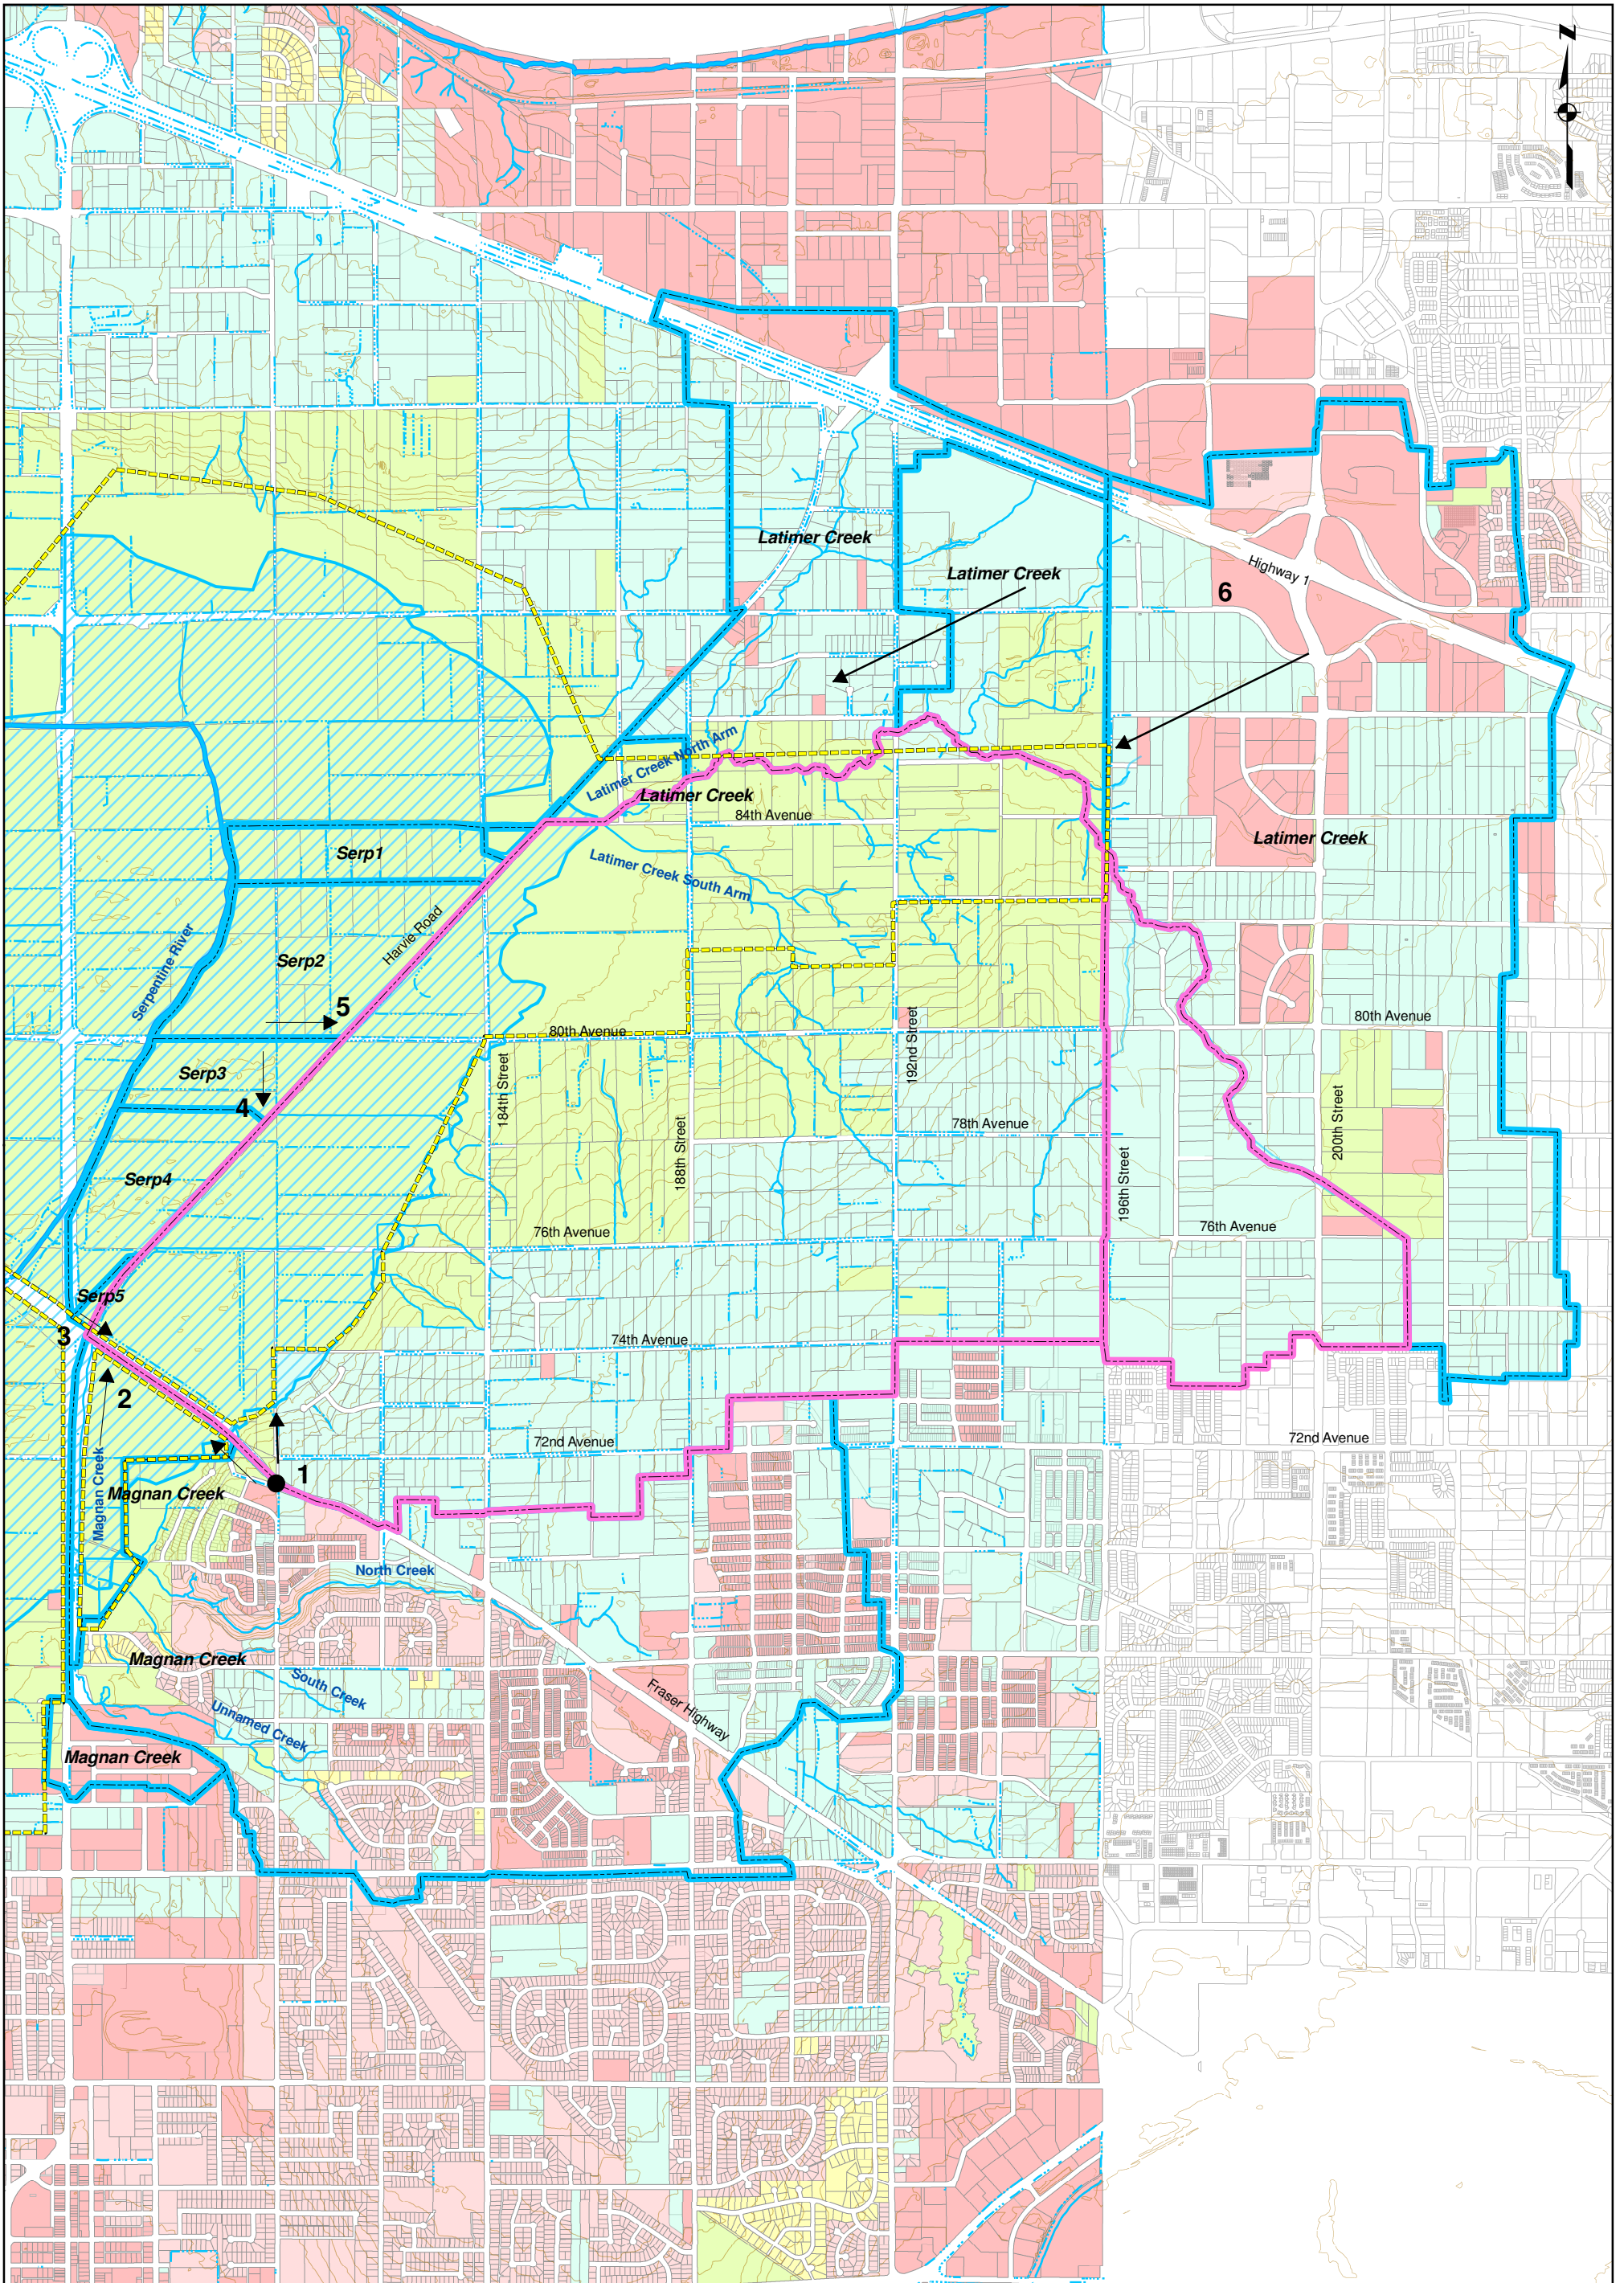 N
Latimer Creek
Highway 1
Latimer Creek
6
Latimer Creek North Arm
Latimer Creek
84th Avenue
Latimer Creek
Serp1
Latimer Creek South Arm
Harvie Road
Serpentine River
Serp2
5
80th Avenue
80th Avenue
192nd Street
Serp3
184th Street
4
78th Avenue
200th Street
188th Street
196th Street
Serp4
76th Avenue
76th Avenue
Serp5
3
74th Avenue
2
72nd Avenue
72nd Avenue
1
Magnan Creek
Magnan Creek
North Creek
Magnan Creek
South Creek
Unnamed Creek
Fraser Highway
Magnan Creek